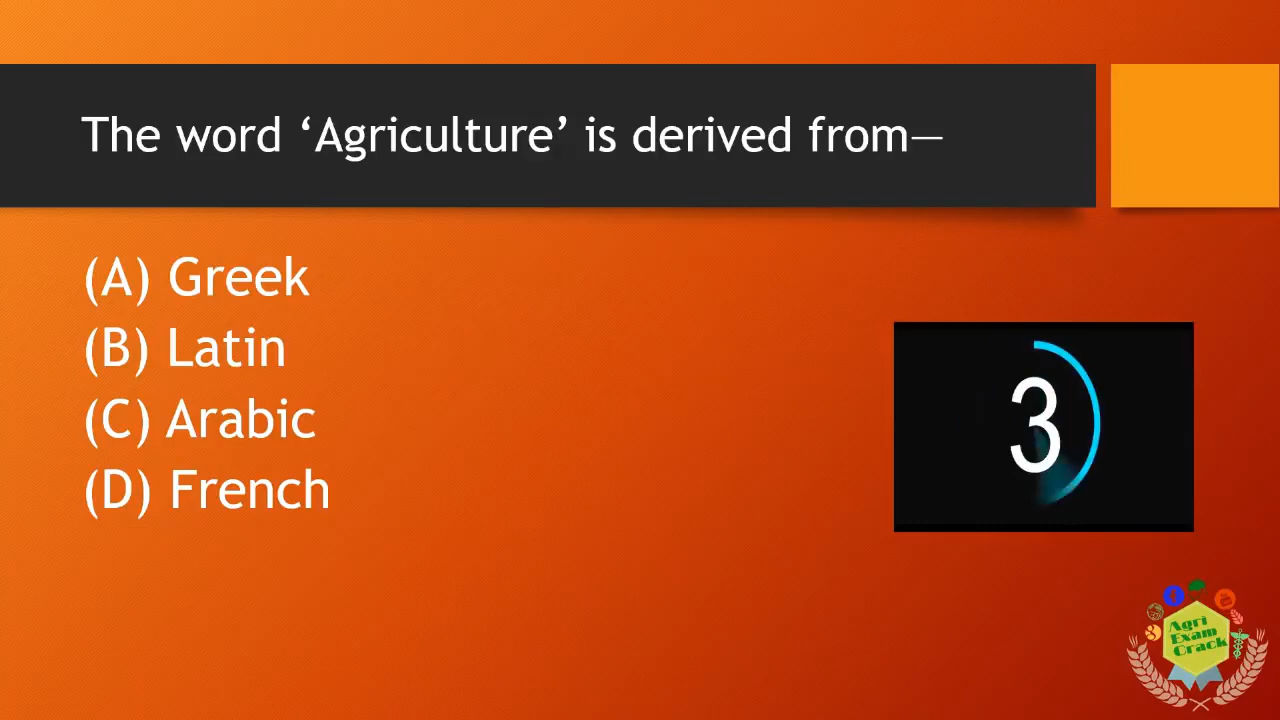 The word ‘Agriculture’ is derived from—
(A) Greek
(B) Latin
(C) Arabic
(D) French
3
Agri
Exam
Crack